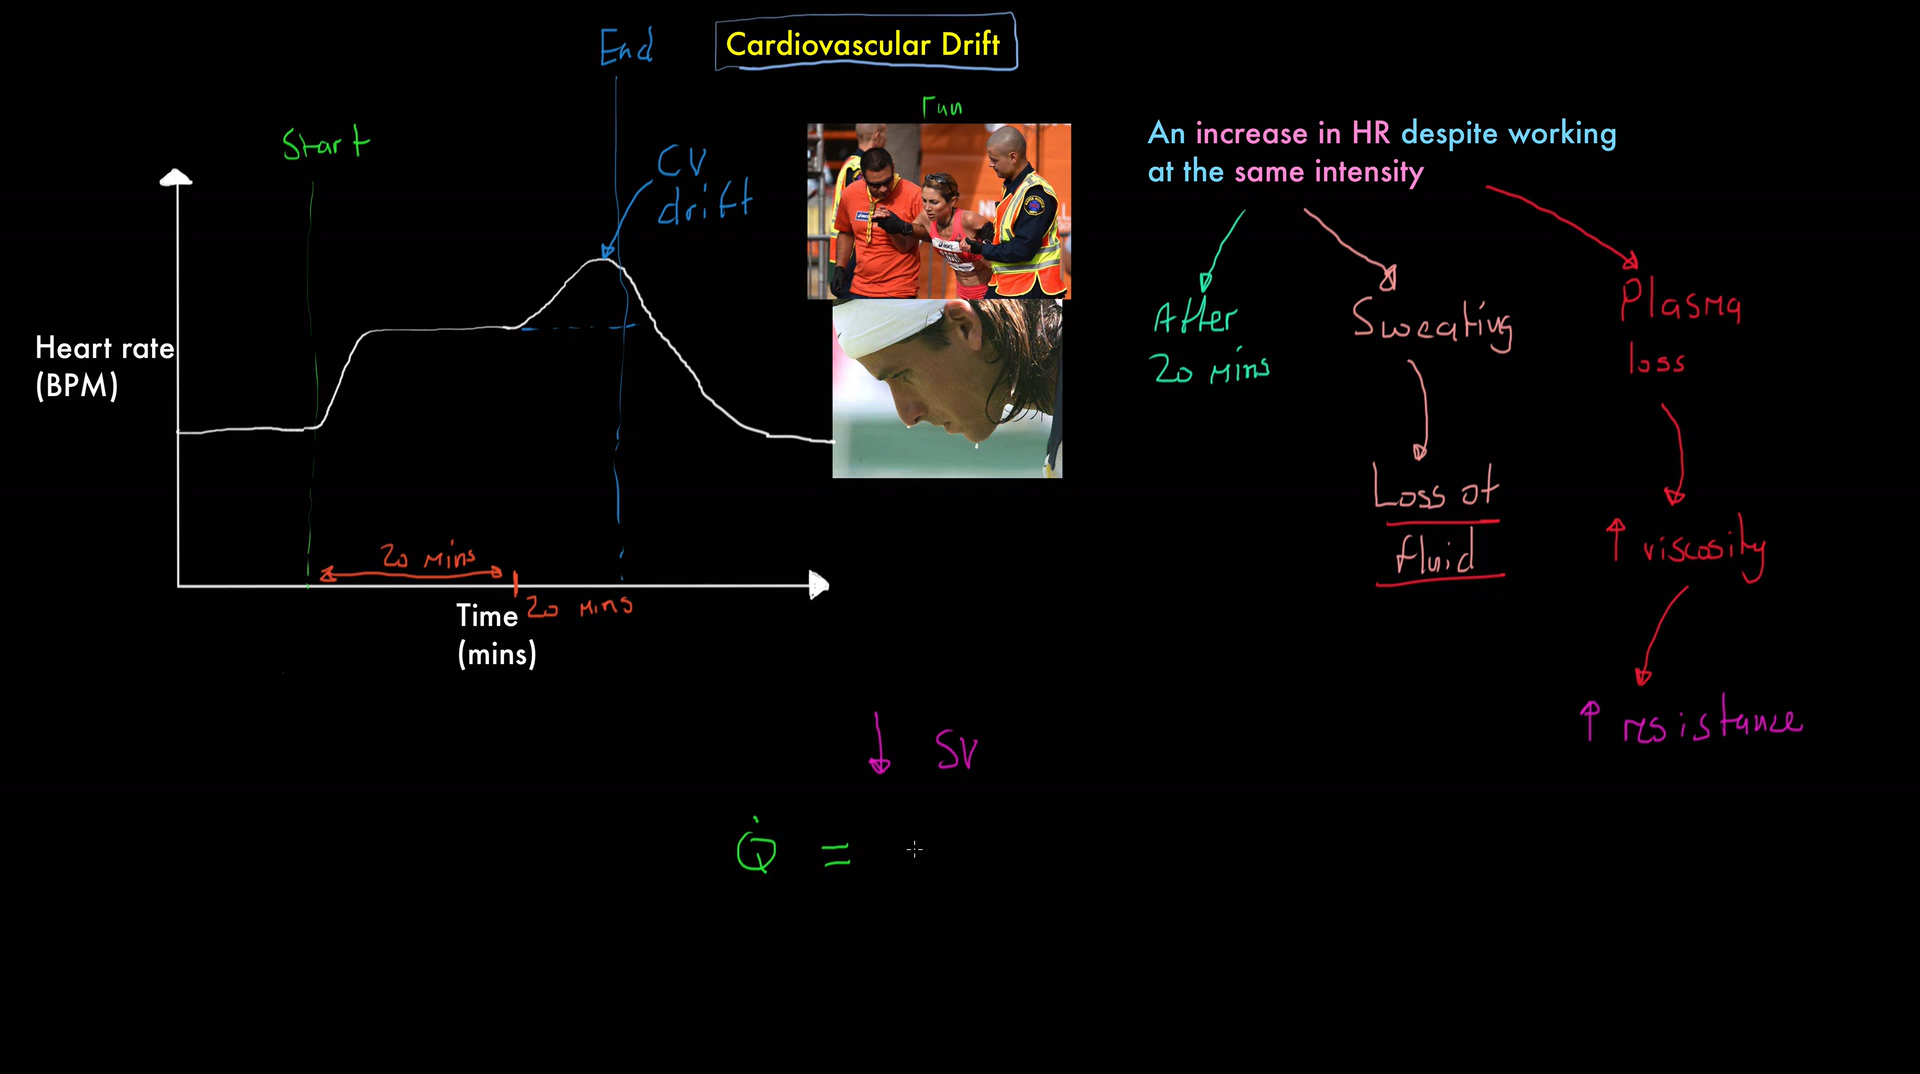 End
Cardiovascular Drift
Start
Fun
CV
drift
An increase in HR despite working
at the same intensity
Heart rate
(BPM)
After
20 mins
Sweating
Plasma
loss
Loss of
fluid
↑ viscosity
↑ resistance
20 mins
20 mins
Time
(mins)
↓ SV
Q̇ =